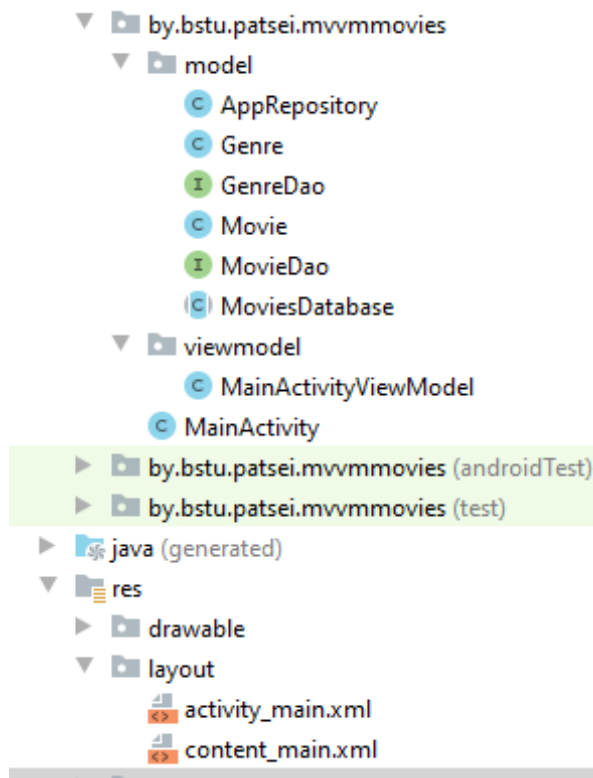 by.bstu.patsei.mvvmmovies
model
C AppRepository
C Genre
I GenreDao
C Movie
I MovieDao
C MoviesDatabase
viewmodel
C MainActivityViewModel
C MainActivity
by.bstu.patsei.mvvmmovies (androidTest)
by.bstu.patsei.mvvmmovies (test)
java (generated)
res
drawable
layout
activity_main.xml
content_main.xml